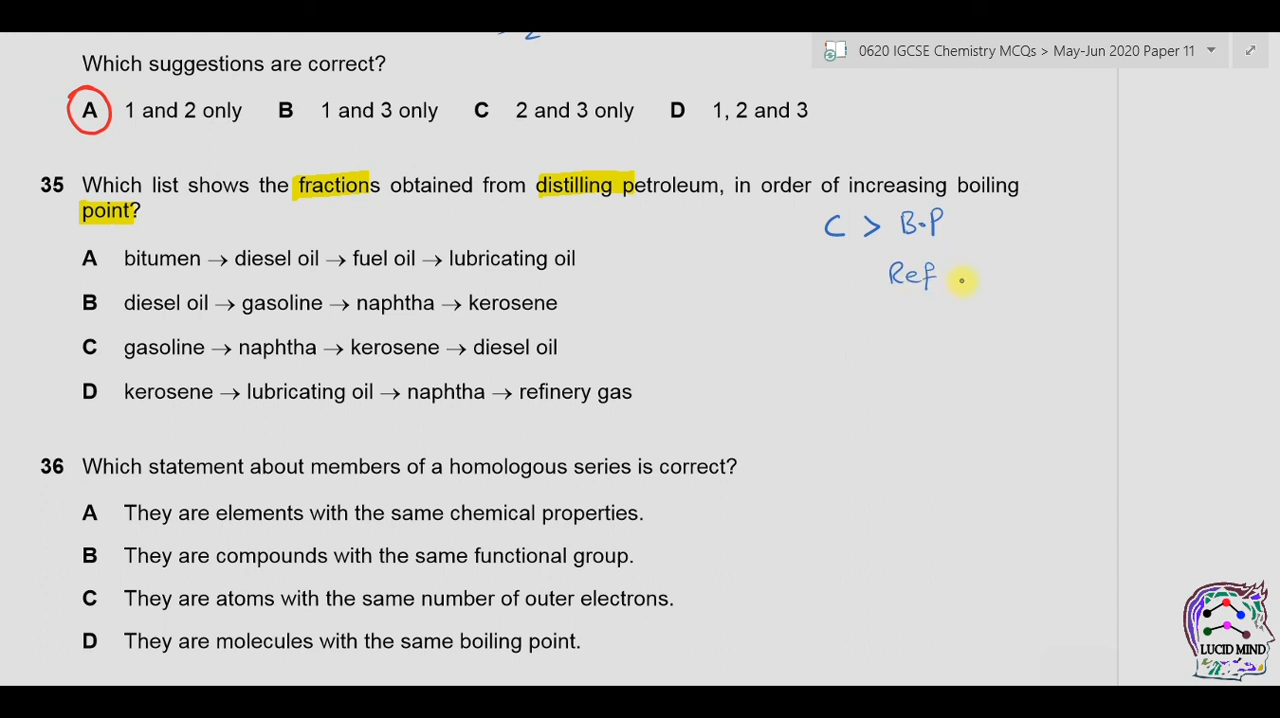 2
0620 IGCSE Chemistry MCQs > May-Jun 2020 Paper 11
Which suggestions are correct?
A 1 and 2 only B 1 and 3 only C 2 and 3 only D 1, 2 and 3
35 Which list shows the fractions obtained from distilling petroleum, in order of increasing boiling
point?
C > B.P
Ref
A bitumen → diesel oil → fuel oil → lubricating oil
B diesel oil → gasoline → naphtha → kerosene
C gasoline → naphtha → kerosene → diesel oil
D kerosene → lubricating oil → naphtha → refinery gas
36 Which statement about members of a homologous series is correct?
A They are elements with the same chemical properties.
B They are compounds with the same functional group.
C They are atoms with the same number of outer electrons.
D They are molecules with the same boiling point.
LUCID MIND